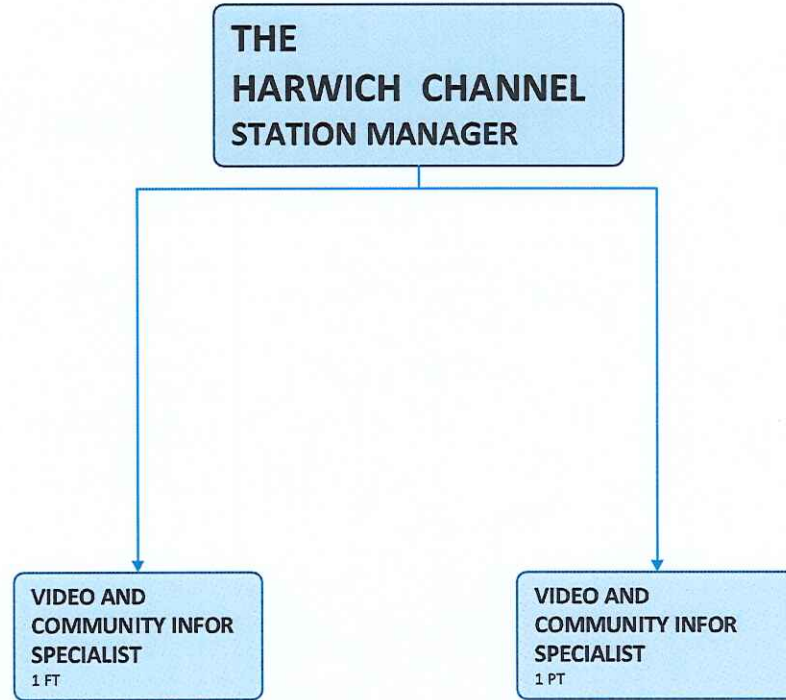 THE
HARWICH CHANNEL
STATION MANAGER
VIDEO AND
COMMUNITY INFOR
SPECIALIST
1 FT
VIDEO AND
COMMUNITY INFOR
SPECIALIST
1 PT